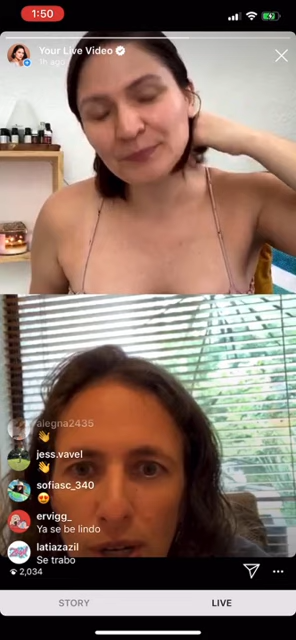 1:50
Your Live Video
1h ago
alegna2435
👋
jess.vavel
👋
sofiasc_340
😍
ervigg_
Ya se be lindo
latiazazil
Se trabo
2,034
STORY
LIVE